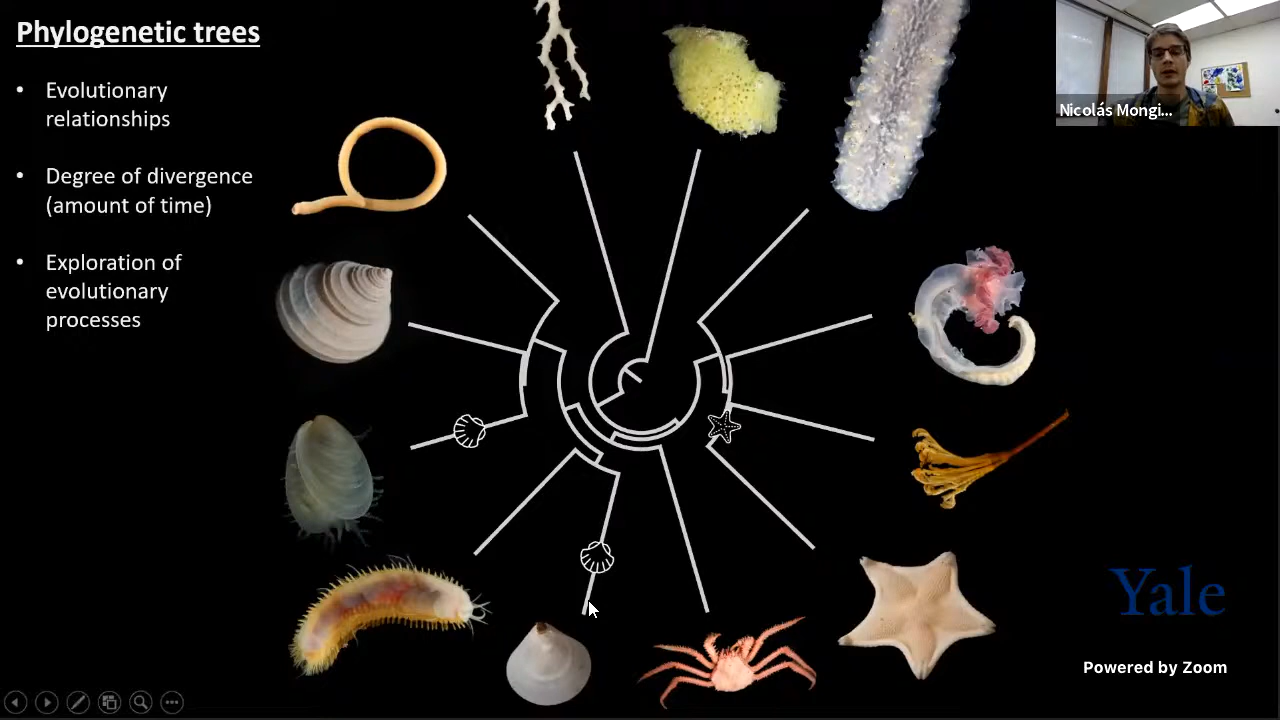 Phylogenetic trees
• Evolutionary
relationships
• Degree of divergence
(amount of time)
• Exploration of
evolutionary
processes
Nicolás Mongi...
Yale
Powered by Zoom